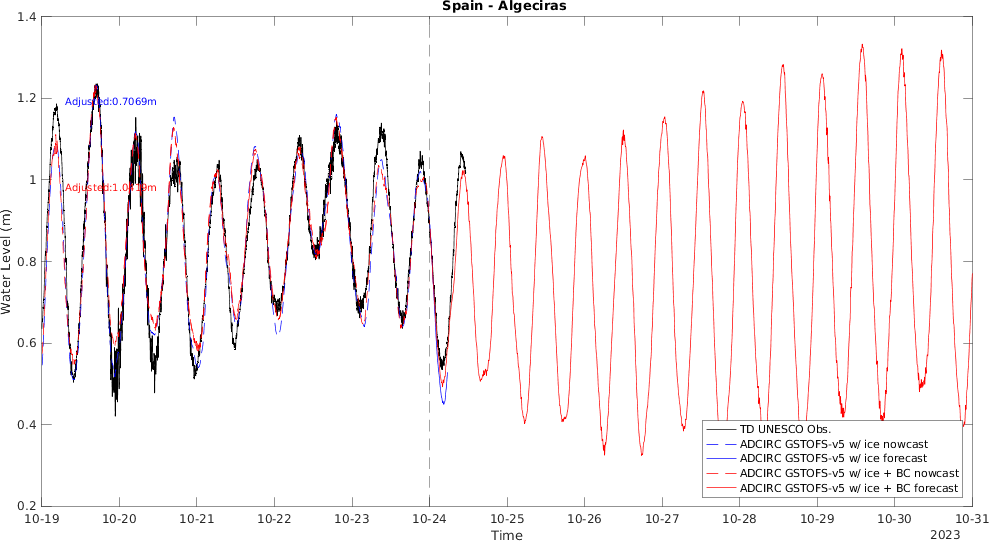 Spain - Algeciras
Water Level (m)
1.4
1.2
1
0.8
0.6
0.4
0.2
Adjusted:0.7069m
TD UNESCO Obs.
ADCIRC GSTOFS-v5 w/ ice nowcast
ADCIRC GSTOFS-v5 w/ ice forecast
ADCIRC GSTOFS-v5 w/ ice + BC nowcast
ADCIRC GSTOFS-v5 w/ ice + BC forecast
10-19 10-20 10-21 10-22 10-23 10-24 10-25 10-26 10-27 10-28 10-29 10-30 10-31
Time
2023